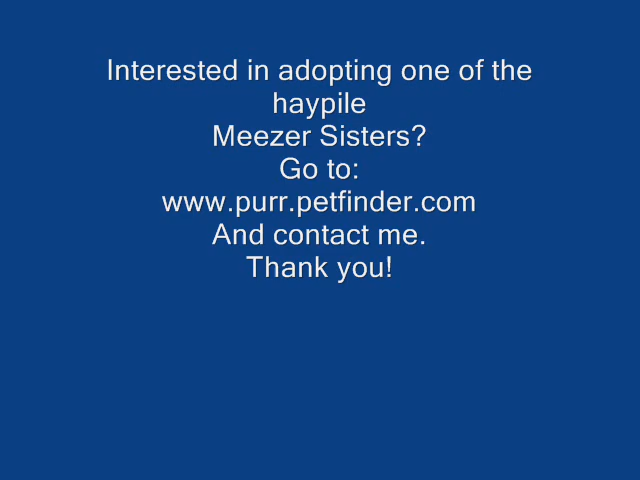 Interested in adopting one of the
haypile
Meezer Sisters?
Go to:
www.purr.petfinder.com
And contact me.
Thank you!